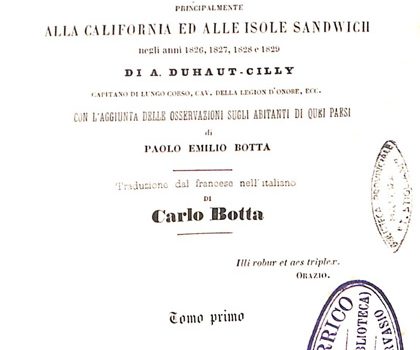 PRINCIPALMENTE
ALLA CALIFORNIA ED ALLE ISOLE SANDWICH
negli anni 1826, 1827, 1828 e 1829
DI A. DUHAUT-CILLY
CAPITANO DI LUNGO CORSO, CAV. DELLA LEGION D'ONORE, ECC.
CON L'AGGIUNTA DELLE OSSERVAZIONI SUGLI ABITANTI DI QUEI PAESI
di
PAOLO EMILIO BOTTA
Traduzione dal francese nell'italiano
DI
Carlo Botta
Illi robur et aes triplex.
ORAZIO.
Tomo primo